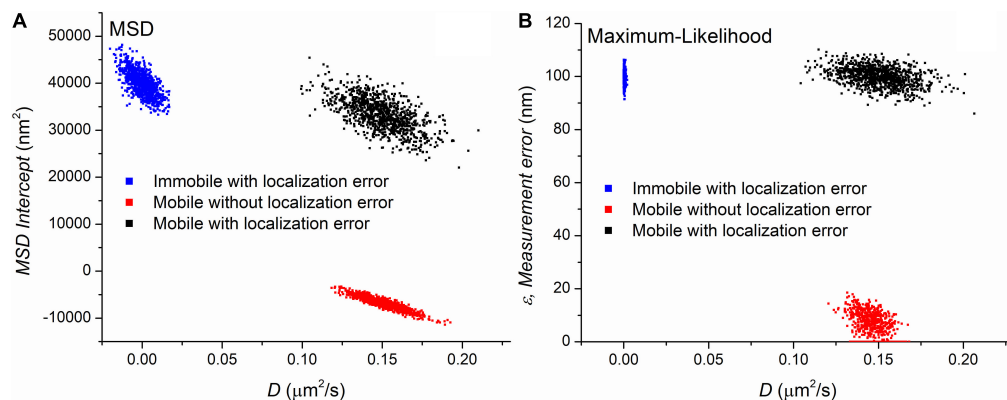 A
MSD
50000
40000
30000
20000
10000
0
-10000
MSD Intercept (nm²)
Immobile with localization error
Mobile without localization error
Mobile with localization error
0.00 0.05 0.10 0.15 0.20
D (μm²/s)
B
Maximum-Likelihood
120
100
80
60
40
20
0
ε, Measurement error (nm)
Immobile with localization error
Mobile without localization error
Mobile with localization error
0.00 0.05 0.10 0.15 0.20
D (μm²/s)